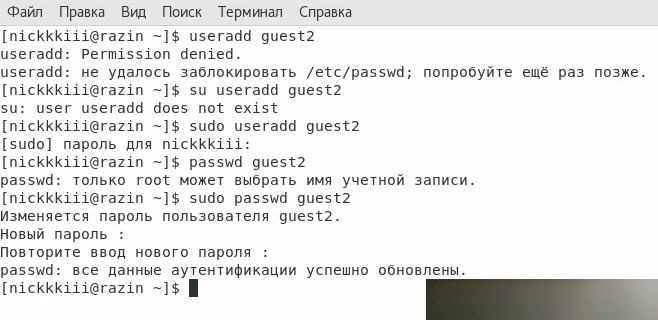 Файл Правка Вид Поиск Терминал Справка
[nickkkiii@razin ~]$ useradd guest2
useradd: Permission denied.
useradd: не удалось заблокировать /etc/passwd; попробуйте ещё раз позже.
[nickkkiii@razin ~]$ su useradd guest2
su: user useradd does not exist
[nickkkiii@razin ~]$ sudo useradd guest2
[sudo] пароль для nickkkiii:
[nickkkiii@razin ~]$ passwd guest2
passwd: только root может выбрать имя учетной записи.
[nickkkiii@razin ~]$ sudo passwd guest2
Изменяется пароль пользователя guest2.
Новый пароль :
Повторите ввод нового пароля :
passwd: все данные аутентификации успешно обновлены.
[nickkkiii@razin ~]$